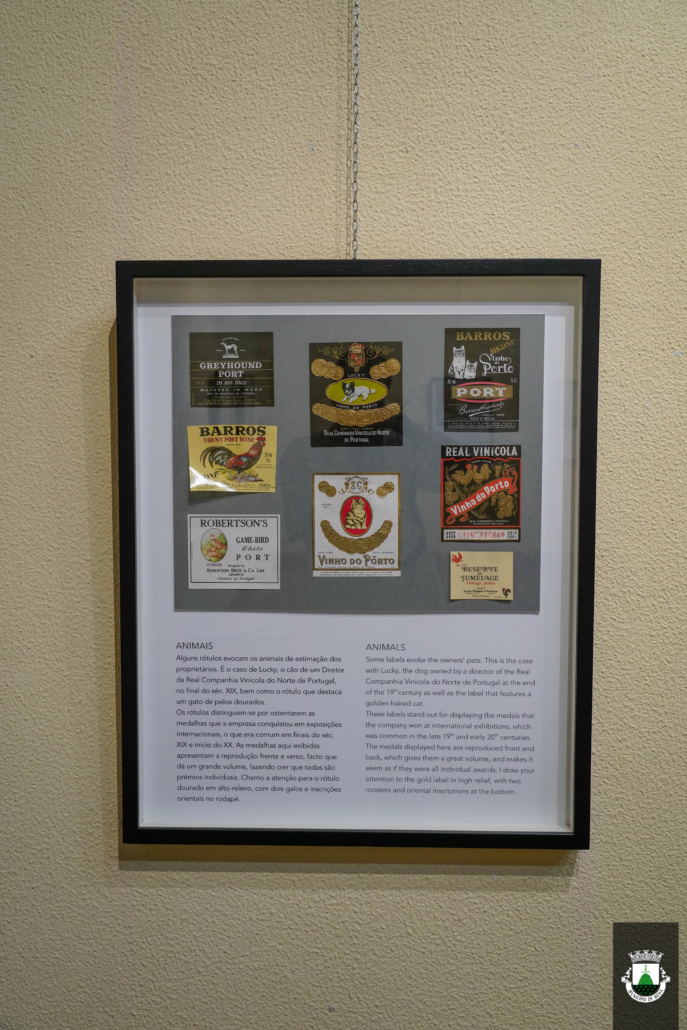 GREYHOUND
PORT
20 ANS D'AGE
MATURED IN WOOD
BARROS
TAWNY PORT WINE
ROBERTSON'S
GAME-BIRD
White
PORT
Shipped by
ROBERTSON BROS & Co. Lda.
OPORTO
Produce of Portugal
LUCKY
VINHO DO PORTO
REAL COMPANHIA VINICOLA DO NORTE
DE PORTUGAL
VINHO DO PÔRTO
BARROS
Vinho
do
Porto
PORT
REAL VINICOLA
Vinho do Porto
RESERVE
JUMELAGE
ANIMAIS
Alguns rótulos evocam os animais de estimação dos
proprietários. É o caso de Lucky, o cão de um Diretor
da Real Companhia Vinícola do Norte de Portugal,
no final do séc. XIX, bem como o rótulo que destaca
um gato de pelos dourados.
Os rótulos distinguem-se por ostentarem as
medalhas que a empresa conquistou em exposições
internacionais, o que era comum em finais do séc.
XIX e início do XX. As medalhas aqui exibidas
apresentam a reprodução frente e verso, facto que
dá um grande volume, fazendo crer que todas são
prémios individuais. Chamo a atenção para o rótulo
dourado em alto-relevo, com dois galos e inscrições
orientais no rodapé.
ANIMALS
Some labels evoke the owners' pets. This is the case
with Lucky, the dog owned by a director of the Real
Companhia Vinícola do Norte de Portugal at the end
of the 19th century as well as the label that features a
golden-haired cat.
These labels stand out for displaying the medals that
the company won at international exhibitions, which
was common in the late 19th and early 20th centuries.
The medals displayed here are reproduced front and
back, which gives them a great volume, and makes it
seem as if they were all individual awards. I draw your
attention to the gold label in high relief, with two
roosters and oriental inscriptions at the bottom.